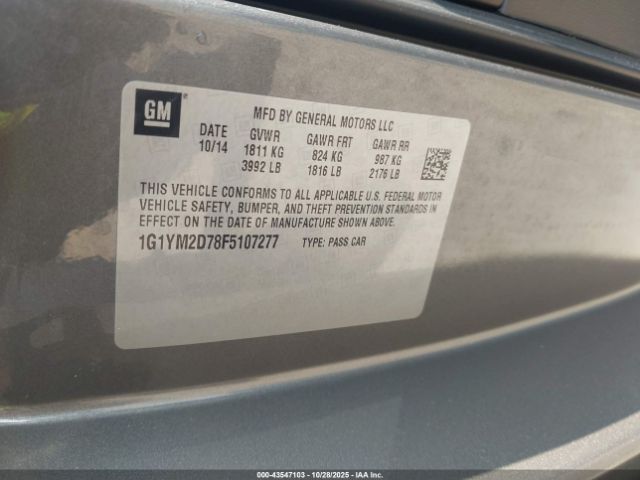 GM
MFD BY GENERAL MOTORS LLC
DATE GVWR GAWR FRT GAWR RR
10/14 1811 KG 824 KG 987 KG
3992 LB 1816 LB 2176 LB
THIS VEHICLE CONFORMS TO ALL APPLICABLE U.S. FEDERAL MOTOR
VEHICLE SAFETY, BUMPER, AND THEFT PREVENTION STANDARDS IN
EFFECT ON THE DATE OF MANUFACTURE SHOWN ABOVE.
1G1YM2D78F5107277 TYPE: PASS CAR
000-43547103 - 10/28/2025 - IAAI.COM